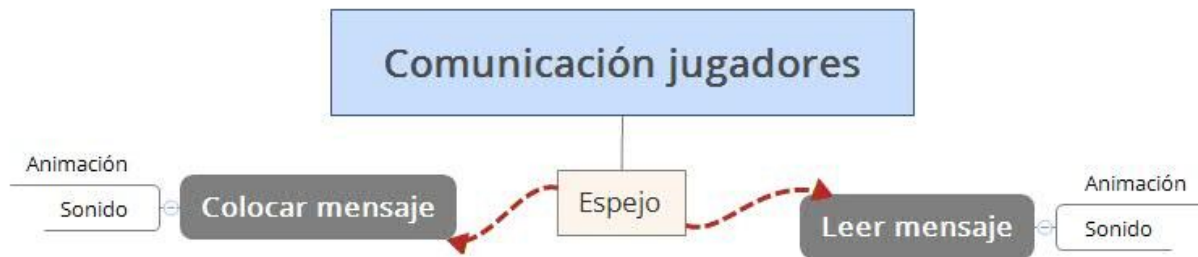 Comunicación jugadores
Animación
Sonido
Colocar mensaje
Espejo
Leer mensaje
Animación
Sonido